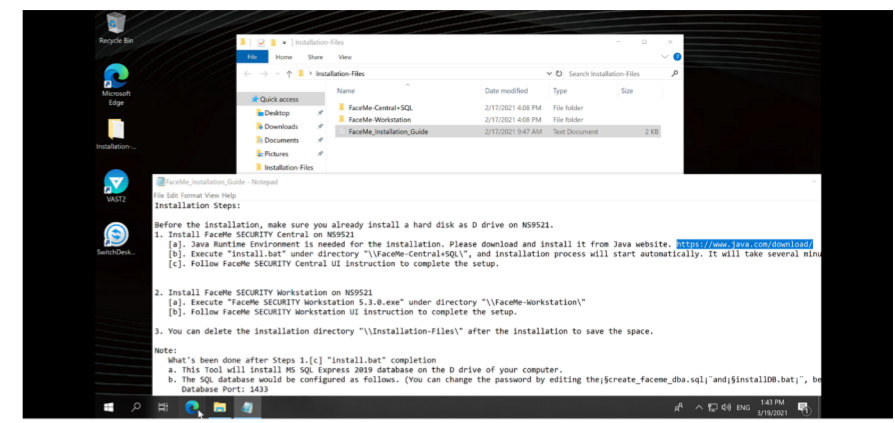 Recycle Bin
Microsoft
Edge
Installation-...
VAST2
SwitchDesk...
Installation-Files
File Home Share View
Installation-Files
Search Installation-Files
Name Date modified Type Size
Quick access
Desktop
Downloads
Documents
Pictures
Installation-Files
FaceMe-Central+SQL 2/17/2021 4:08 PM File folder
FaceMe-Workstation 2/17/2021 4:08 PM File folder
FaceMe_Installation_Guide 2/17/2021 9:47 AM Text Document 2 KB
FaceMe_Installation_Guide - Notepad
File Edit Format View Help
Installation Steps:
Before the installation, make sure you already install a hard disk as D drive on NS9521.
1. Install FaceMe SECURITY Central on NS9521
[a]. Java Runtime Environment is needed for the installation. Please download and install it from Java website. https://www.java.com/download/
[b]. Execute "install.bat" under directory "\\FaceMe-Central+SQL\", and installation process will start automatically. It will take several minu
[c]. Follow FaceMe SECURITY Central UI instruction to complete the setup.
2. Install FaceMe SECURITY Workstation on NS9521
[a]. Execute "FaceMe SECURITY Workstation 5.3.0.exe" under directory "\\FaceMe-Workstation\"
[b]. Follow FaceMe SECURITY Workstation UI instruction to complete the setup.
3. You can delete the installation directory "\\Installation-Files\" after the installation to save the space.
Note:
What's been done after Steps 1.[c] "install.bat" completion
a. This Tool will install MS SQL Express 2019 database on the D drive of your computer.
b. The SQL database would be configured as follows. (You can change the password by editing the¡§create_faceme_dba.sql¡¨and¡§installDB.bat¡¨, be
Database Port: 1433
ENG
1:43 PM
3/19/2021